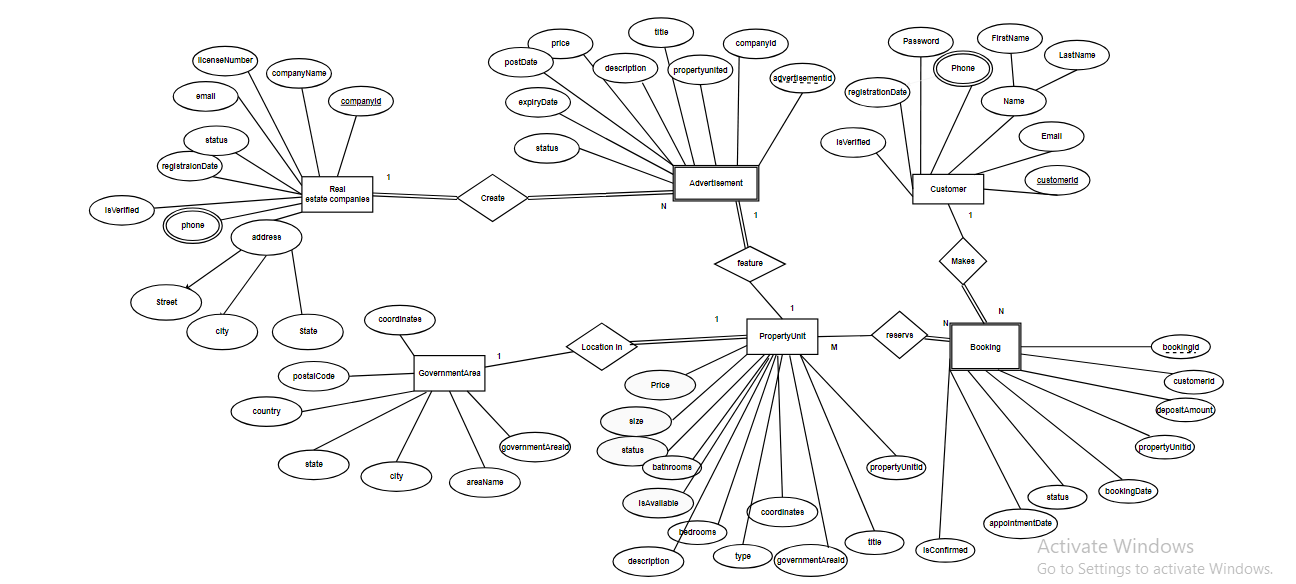 title
Password
FirstName
price
companyId
LastName
licenseNumber
postDate
description
propertyunited
Phone
companyName
advertisementId
registrationDate
email
companyId
expiryDate
Name
status
status
isVerified
Email
registraionDate
1
Real
estate companies
Advertisement
Customer
customerId
isVerified
Create
N
1
1
phone
address
feature
Makes
Street
city
State
coordinates
1
1
N
N
PropertyUnit
reserve
M
Booking
bookingId
Location in
1
GovernmentArea
postalCode
Price
customerId
country
size
depositAmount
state
city
areaName
governmentAreaId
status
bathrooms
propertyUnitId
propertyUnitId
isAvailable
coordinates
status
bookingDate
bedrooms
appointmentDate
description
type
governmentAreaId
title
isConfirmed
Activate Windows
Go to Settings to activate Windows.